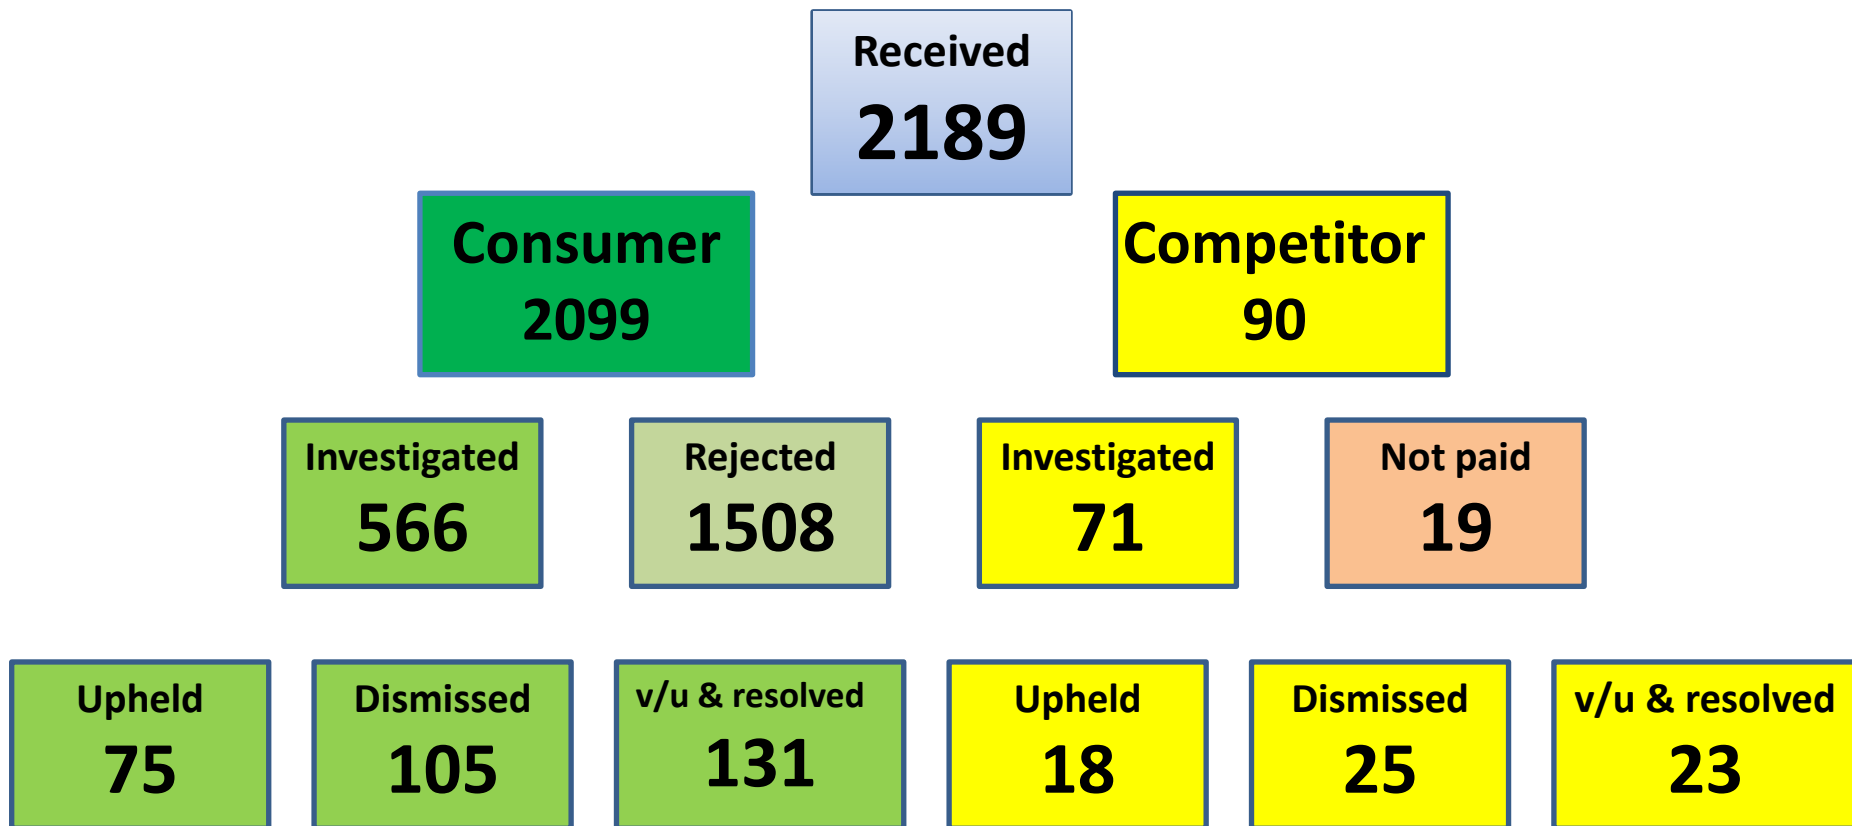 Received
2189
Consumer
2099
Competitor
90
Investigated
566
Rejected
1508
Investigated
71
Not paid
19
Upheld
75
Dismissed
105
v/u & resolved
131
Upheld
18
Dismissed
25
v/u & resolved
23